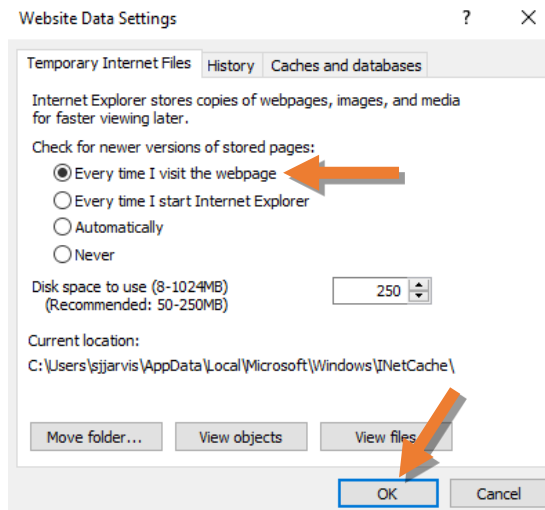 Website Data Settings ? X
Temporary Internet Files History Caches and databases
Internet Explorer stores copies of webpages, images, and media
for faster viewing later.
Check for newer versions of stored pages:
Every time I visit the webpage
Every time I start Internet Explorer
Automatically
Never
Disk space to use (8-1024MB) 250
(Recommended: 50-250MB)
Current location:
C:\Users\sjjarvis\AppData\Local\Microsoft\Windows\INetCache\
Move folder... View objects View files
OK Cancel